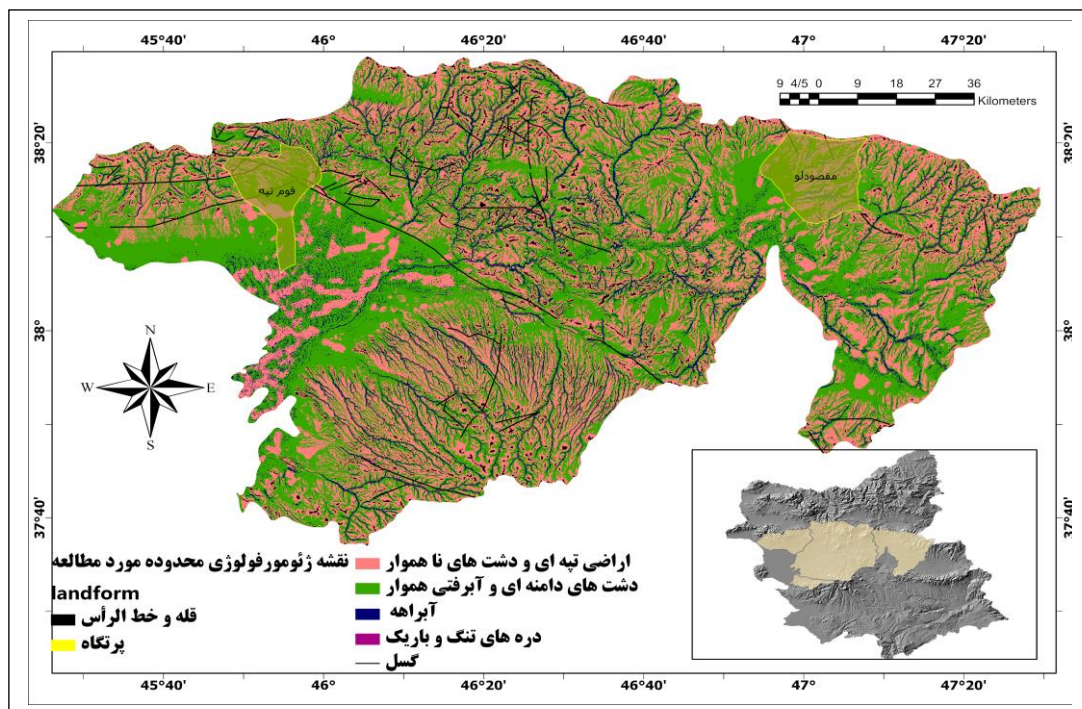 45°40' 46° 46°20' 46°40' 47° 47°20'
9 4/5 0 9 18 27 36
Kilometers
38°20' 38°20'
قوم تپه
مقصودلو
38° 38°
N
W E
S
37°40' 37°40'
نقشه ژئومورفولوژی محدوده مورد مطالعه
landform
قله و خط الرأس
پرتگاه
اراضی تپه ای و دشت های نا هموار
دشت های دامنه ای و آبرفتی هموار
آبراهه
دره های تنگ و باریک
گسل
45°40' 46° 46°20' 46°40' 47° 47°20'